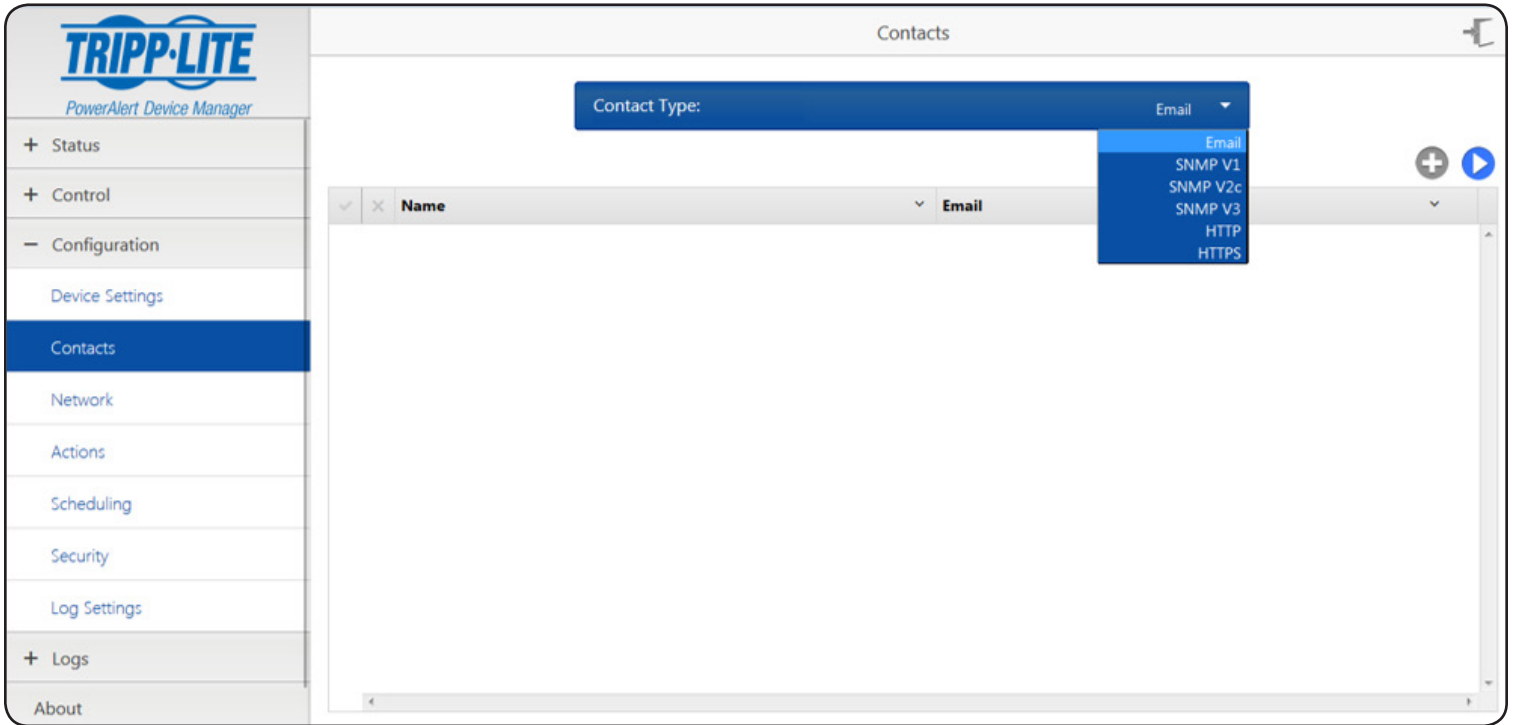 TRIPP·LITE
PowerAlert Device Manager
Contacts
Contact Type:
Email
Email
SNMP V1
SNMP V2c
SNMP V3
HTTP
HTTPS
+ Status
+ Control
− Configuration
Device Settings
Contacts
Network
Actions
Scheduling
Security
Log Settings
+ Logs
About
Name
Email